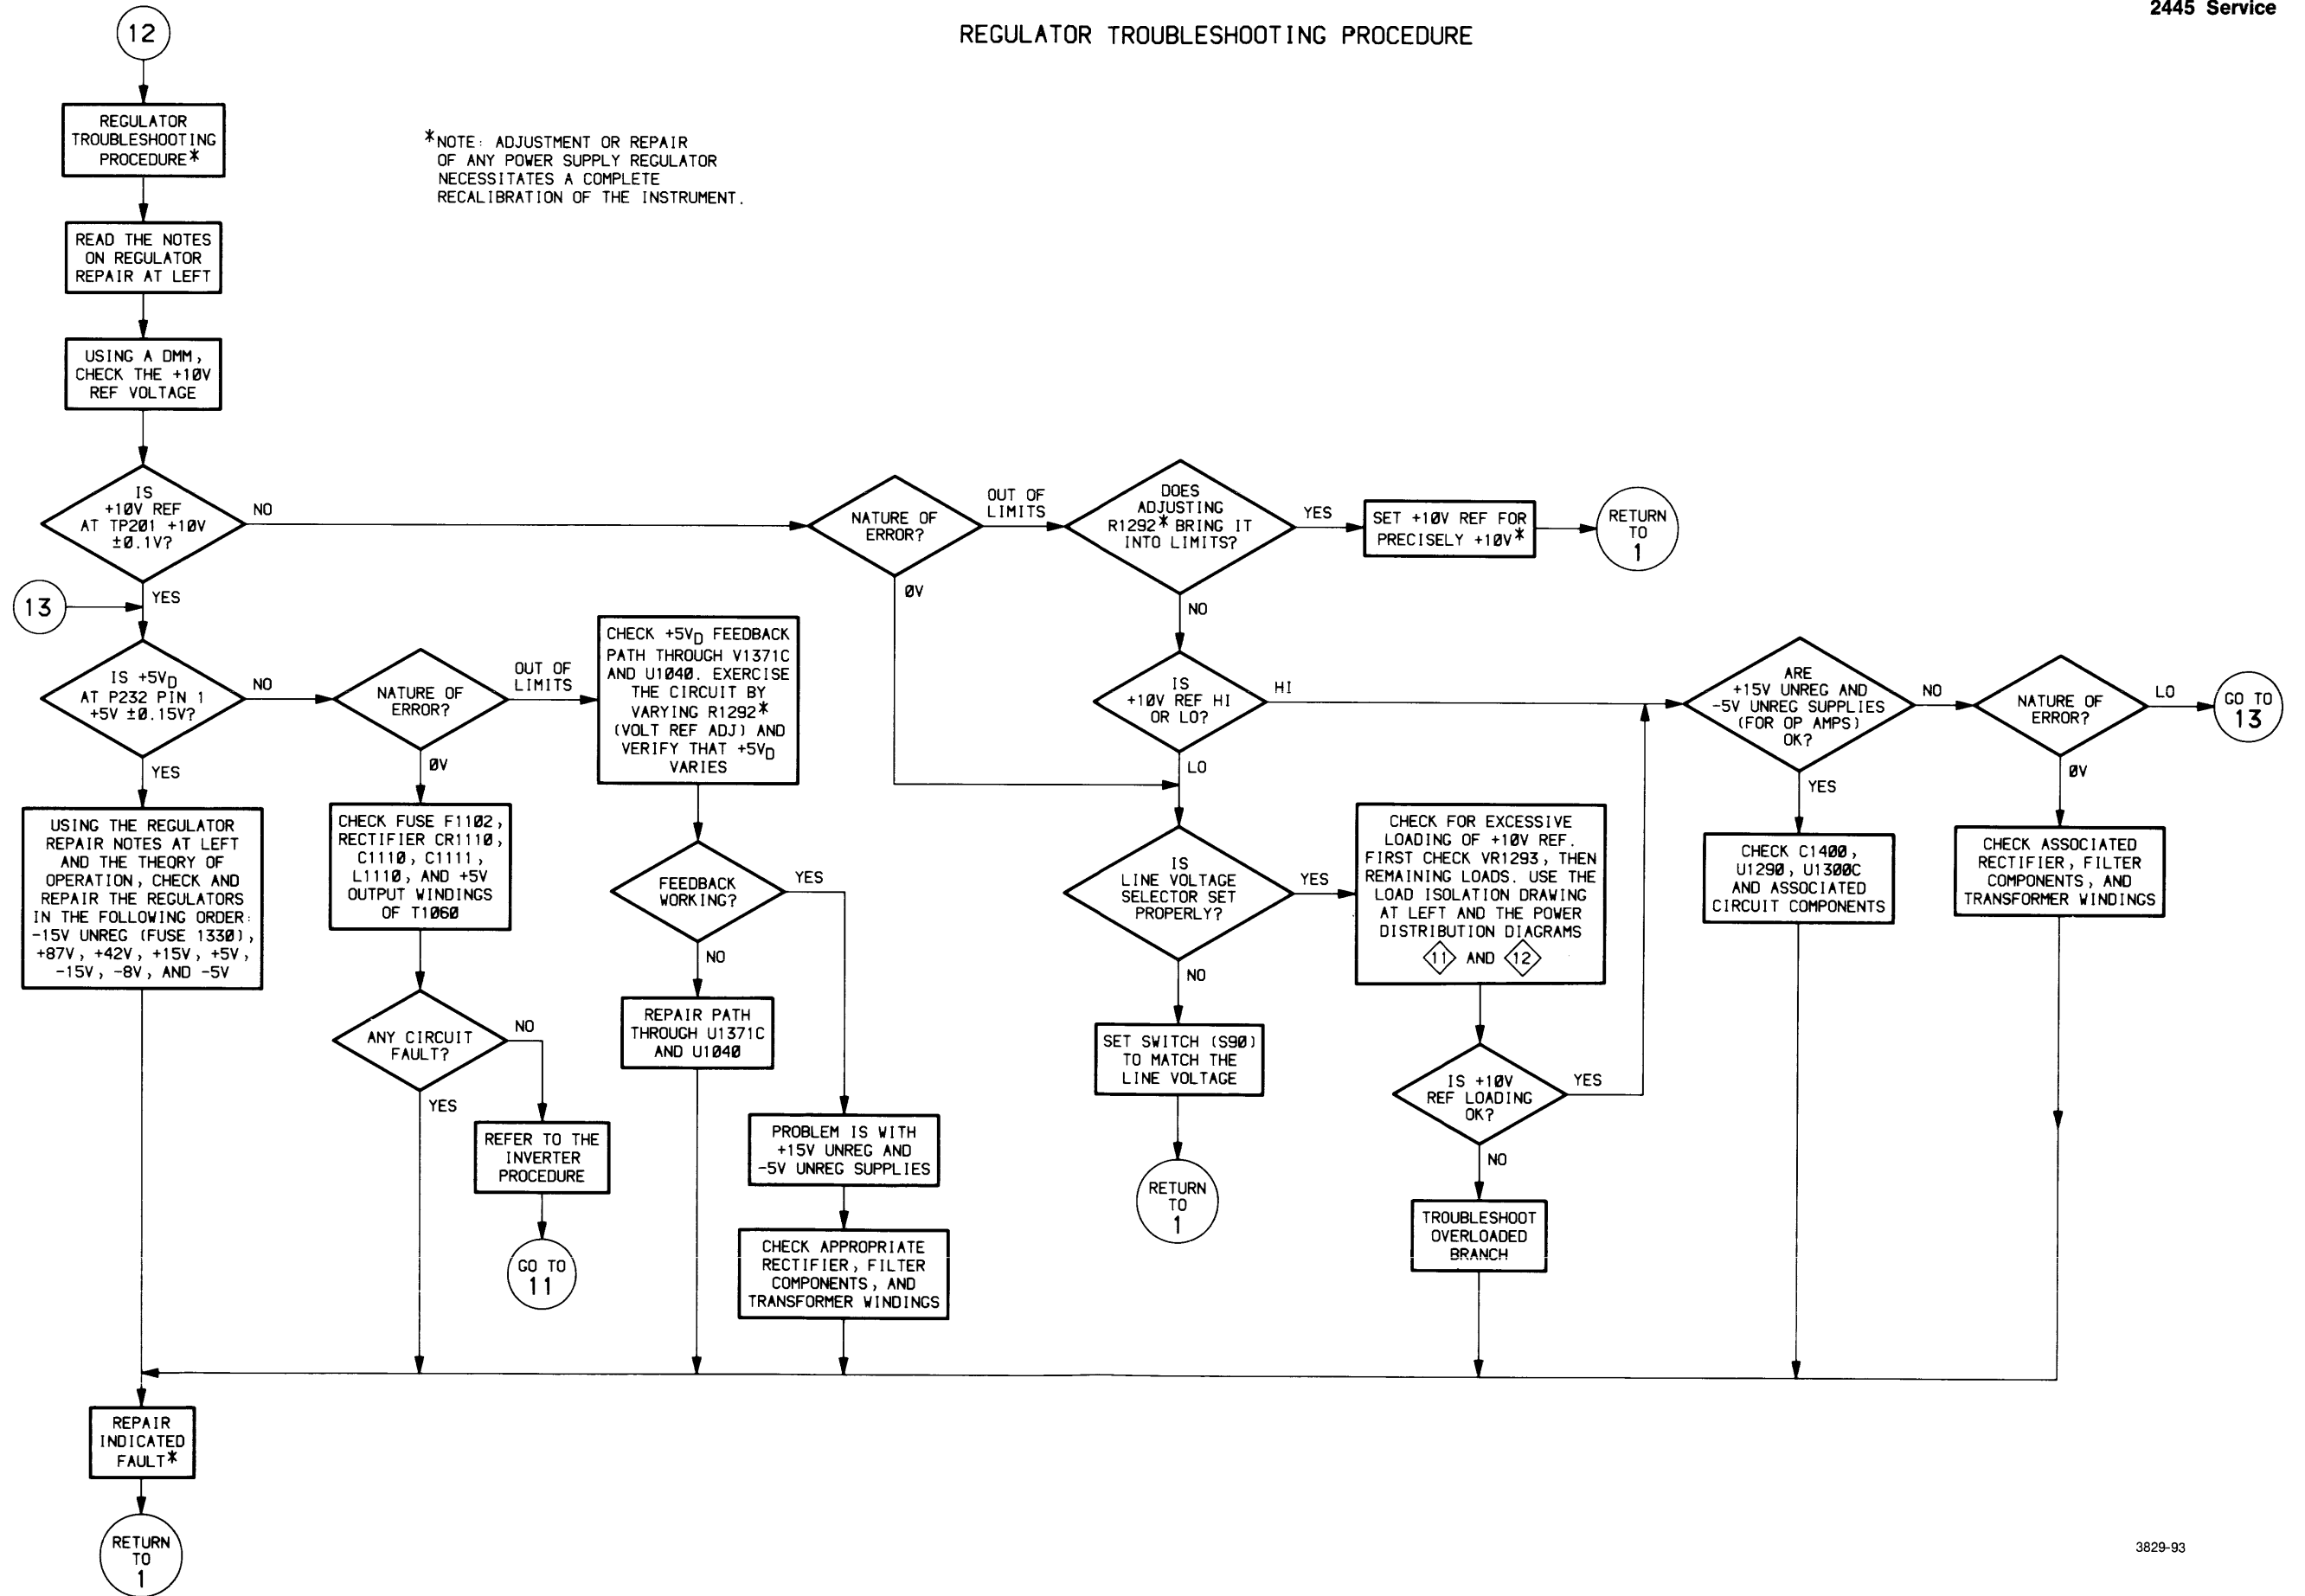 2445 Service
REGULATOR TROUBLESHOOTING PROCEDURE
12
REGULATOR
TROUBLESHOOTING
PROCEDURE*
*NOTE: ADJUSTMENT OR REPAIR
OF ANY POWER SUPPLY REGULATOR
NECESSITATES A COMPLETE
RECALIBRATION OF THE INSTRUMENT.
READ THE NOTES
ON REGULATOR
REPAIR AT LEFT
USING A DMM,
CHECK THE +10V
REF VOLTAGE
IS
+10V REF
AT TP201 +10V
±0.1V?
NO
YES
NATURE OF
ERROR?
OUT OF
LIMITS
0V
DOES
ADJUSTING
R1292* BRING IT
INTO LIMITS?
YES
NO
SET +10V REF FOR
PRECISELY +10V*
RETURN
TO
1
13
IS +5VD
AT P232 PIN 1
+5V ±0.15V?
NO
YES
NATURE OF
ERROR?
OUT OF
LIMITS
0V
CHECK +5VD FEEDBACK
PATH THROUGH V1371C
AND U1040. EXERCISE
THE CIRCUIT BY
VARYING R1292*
(VOLT REF ADJ) AND
VERIFY THAT +5VD
VARIES
IS
+10V REF HI
OR LO?
HI
LO
ARE
+15V UNREG AND
-5V UNREG SUPPLIES
(FOR OP AMPS)
OK?
NO
YES
NATURE OF
ERROR?
LO
0V
GO TO
13
USING THE REGULATOR
REPAIR NOTES AT LEFT
AND THE THEORY OF
OPERATION, CHECK AND
REPAIR THE REGULATORS
IN THE FOLLOWING ORDER:
-15V UNREG (FUSE 1330),
+87V, +42V, +15V, +5V,
-15V, -8V, AND -5V
CHECK FUSE F1102,
RECTIFIER CR1110,
C1110, C1111,
L1110, AND +5V
OUTPUT WINDINGS
OF T1060
FEEDBACK
WORKING?
YES
NO
IS
LINE VOLTAGE
SELECTOR SET
PROPERLY?
YES
NO
CHECK FOR EXCESSIVE
LOADING OF +10V REF.
FIRST CHECK VR1293, THEN
REMAINING LOADS. USE THE
LOAD ISOLATION DRAWING
AT LEFT AND THE POWER
DISTRIBUTION DIAGRAMS
11 AND 12
CHECK C1400,
U1290, U1300C
AND ASSOCIATED
CIRCUIT COMPONENTS
CHECK ASSOCIATED
RECTIFIER, FILTER
COMPONENTS, AND
TRANSFORMER WINDINGS
ANY CIRCUIT
FAULT?
NO
YES
REPAIR PATH
THROUGH U1371C
AND U1040
SET SWITCH (S90)
TO MATCH THE
LINE VOLTAGE
IS +10V
REF LOADING
OK?
YES
NO
REFER TO THE
INVERTER
PROCEDURE
PROBLEM IS WITH
+15V UNREG AND
-5V UNREG SUPPLIES
RETURN
TO
1
TROUBLESHOOT
OVERLOADED
BRANCH
GO TO
11
CHECK APPROPRIATE
RECTIFIER, FILTER
COMPONENTS, AND
TRANSFORMER WINDINGS
REPAIR
INDICATED
FAULT*
RETURN
TO
1
3829-93